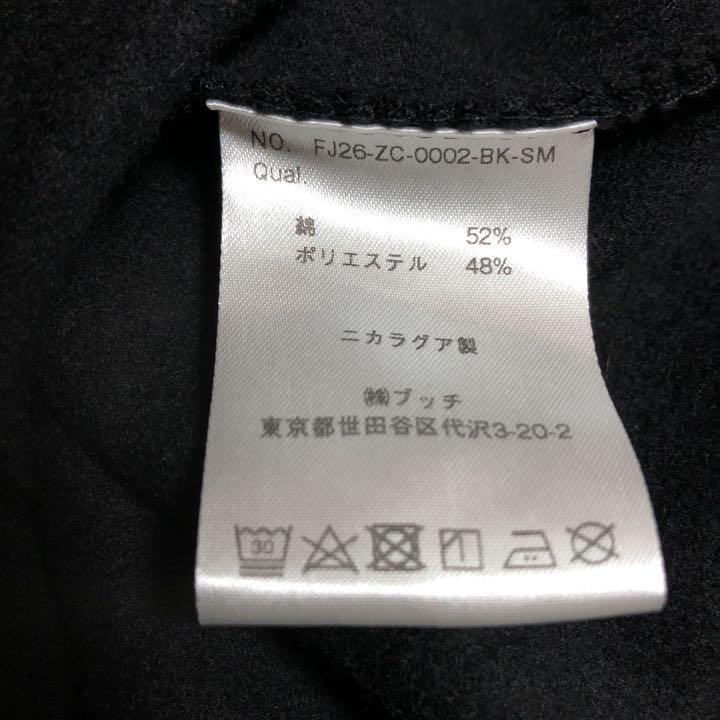 NO. FJ26-ZC-0002-BK-SM
Qual.
綿 52%
ポリエステル 48%
ニカラグア製
㈱ブッチ
東京都世田谷区代沢3-20-2
30